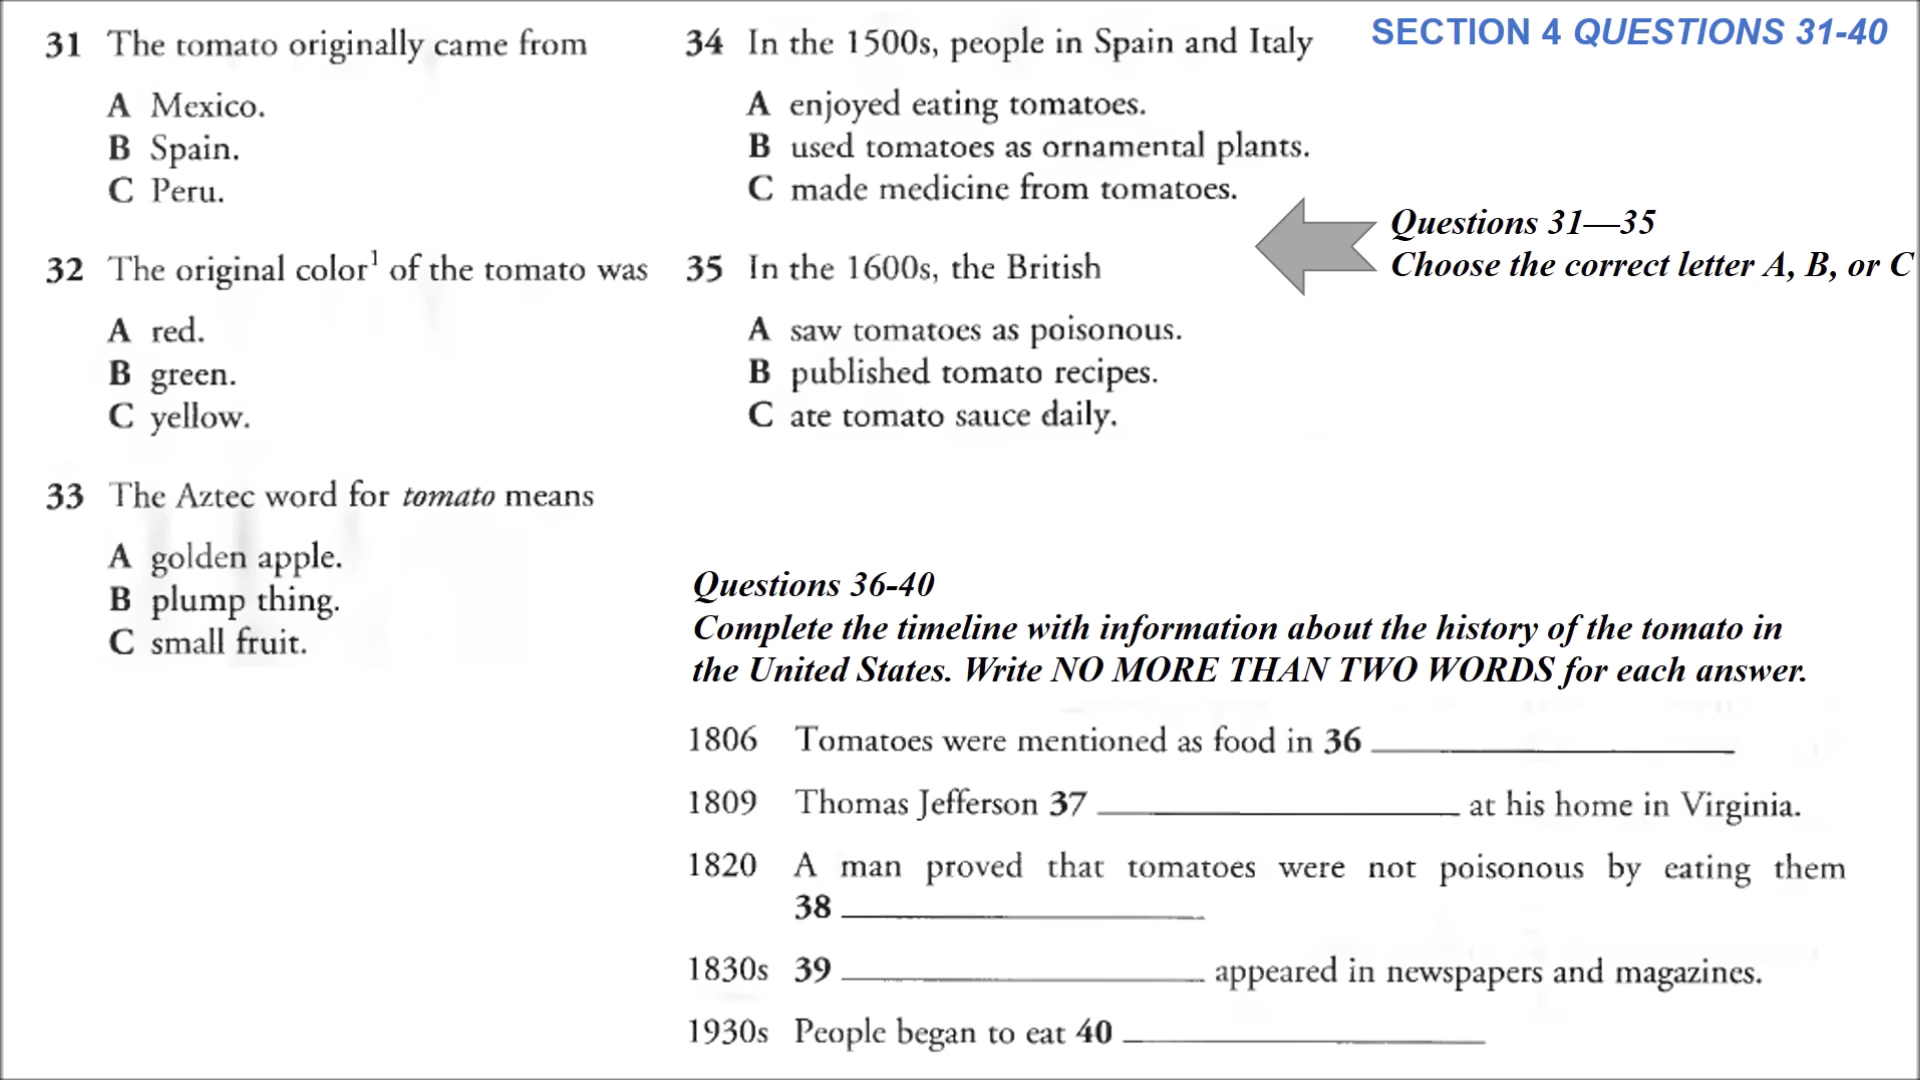 SECTION 4 QUESTIONS 31-40
31 The tomato originally came from
A Mexico.
B Spain.
C Peru.
32 The original color¹ of the tomato was
A red.
B green.
C yellow.
33 The Aztec word for tomato means
A golden apple.
B plump thing.
C small fruit.
34 In the 1500s, people in Spain and Italy
A enjoyed eating tomatoes.
B used tomatoes as ornamental plants.
C made medicine from tomatoes.
35 In the 1600s, the British
A saw tomatoes as poisonous.
B published tomato recipes.
C ate tomato sauce daily.
Questions 31—35
Choose the correct letter A, B, or C
Questions 36-40
Complete the timeline with information about the history of the tomato in
the United States. Write NO MORE THAN TWO WORDS for each answer.
1806 Tomatoes were mentioned as food in 36 ____________
1809 Thomas Jefferson 37 ____________ at his home in Virginia.
1820 A man proved that tomatoes were not poisonous by eating them
38 ____________
1830s 39 ____________ appeared in newspapers and magazines.
1930s People began to eat 40 ____________